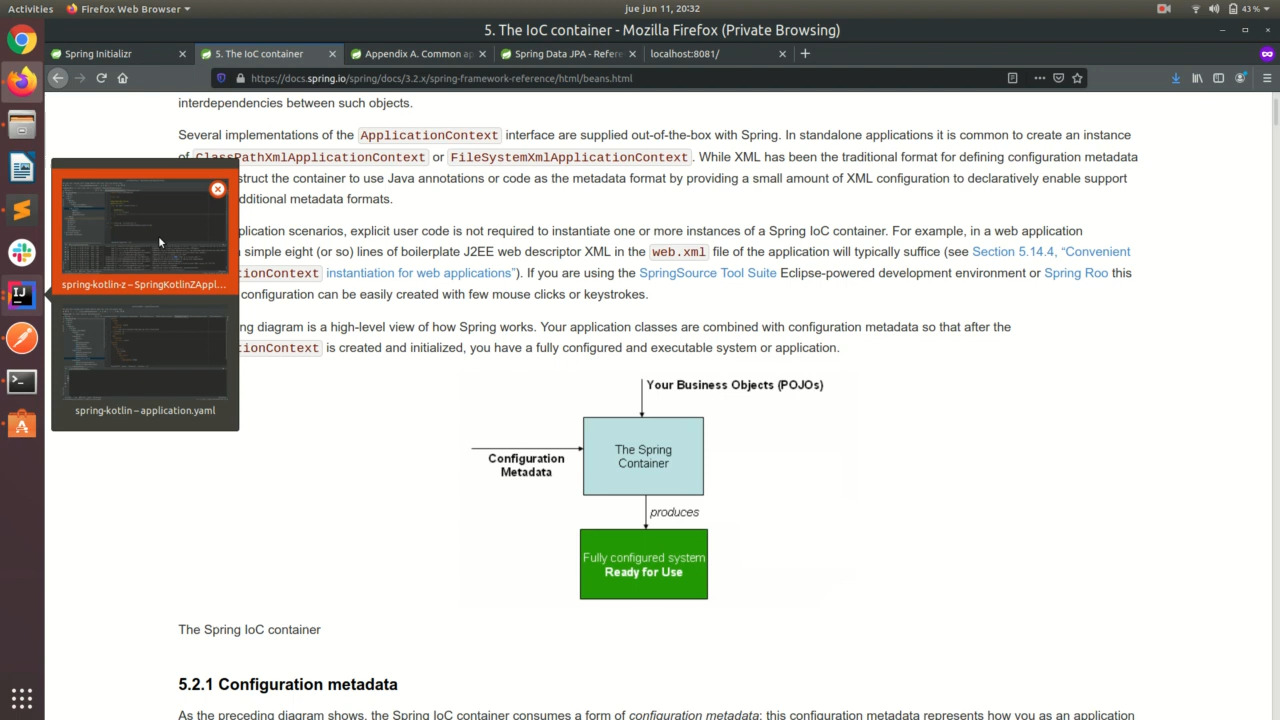 Activities
Firefox Web Browser
jue Jun 11, 20:32
43 %
5. The IoC container - Mozilla Firefox (Private Browsing)
Spring Initializr
5. The IoC container
Appendix A. Common ap
Spring Data JPA - Refere
localhost:8081/
https://docs.spring.io/spring/docs/3.2.x/spring-framework-reference/html/beans.html
interdependencies between such objects.
Several implementations of the ApplicationContext interface are supplied out-of-the-box with Spring. In standalone applications it is common to create an instance
of ClassPathXmlApplicationContext or FileSystemXmlApplicationContext. While XML has been the traditional format for defining configuration metadata
struct the container to use Java annotations or code as the metadata format by providing a small amount of XML configuration to declaratively enable support
dditional metadata formats.
plication scenarios, explicit user code is not required to instantiate one or more instances of a Spring IoC container. For example, in a web application
simple eight (or so) lines of boilerplate J2EE web descriptor XML in the web.xml file of the application will typically suffice (see Section 5.14.4, “Convenient
tionContext instantiation for web applications”). If you are using the SpringSource Tool Suite Eclipse-powered development environment or Spring Roo this
configuration can be easily created with few mouse clicks or keystrokes.
ng diagram is a high-level view of how Spring works. Your application classes are combined with configuration metadata so that after the
tionContext is created and initialized, you have a fully configured and executable system or application.
spring-kotlin-z – SpringKotlinZAppl...
spring-kotlin – application.yaml
Your Business Objects (POJOs)
The Spring
Container
Configuration
Metadata
produces
Fully configured system
Ready for Use
The Spring IoC container
5.2.1 Configuration metadata
As the preceding diagram shows, the Spring IoC container consumes a form of configuration metadata; this configuration metadata represents how you as an application